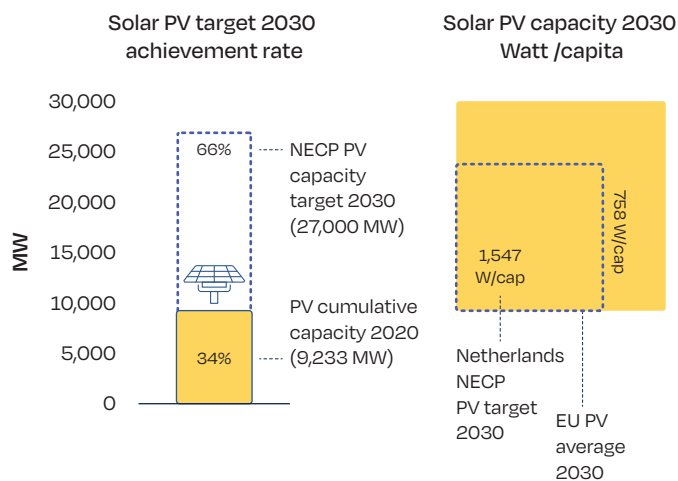 Solar PV target 2030
achievement rate
MW
30,000
25,000
20,000
15,000
10,000
5,000
0
66%
34%
NECP PV
capacity
target 2030
(27,000 MW)
PV cumulative
capacity 2020
(9,233 MW)
Solar PV capacity 2030
Watt /capita
758 W/cap
1,547
W/cap
Netherlands
NECP
PV target
2030
EU PV
average
2030